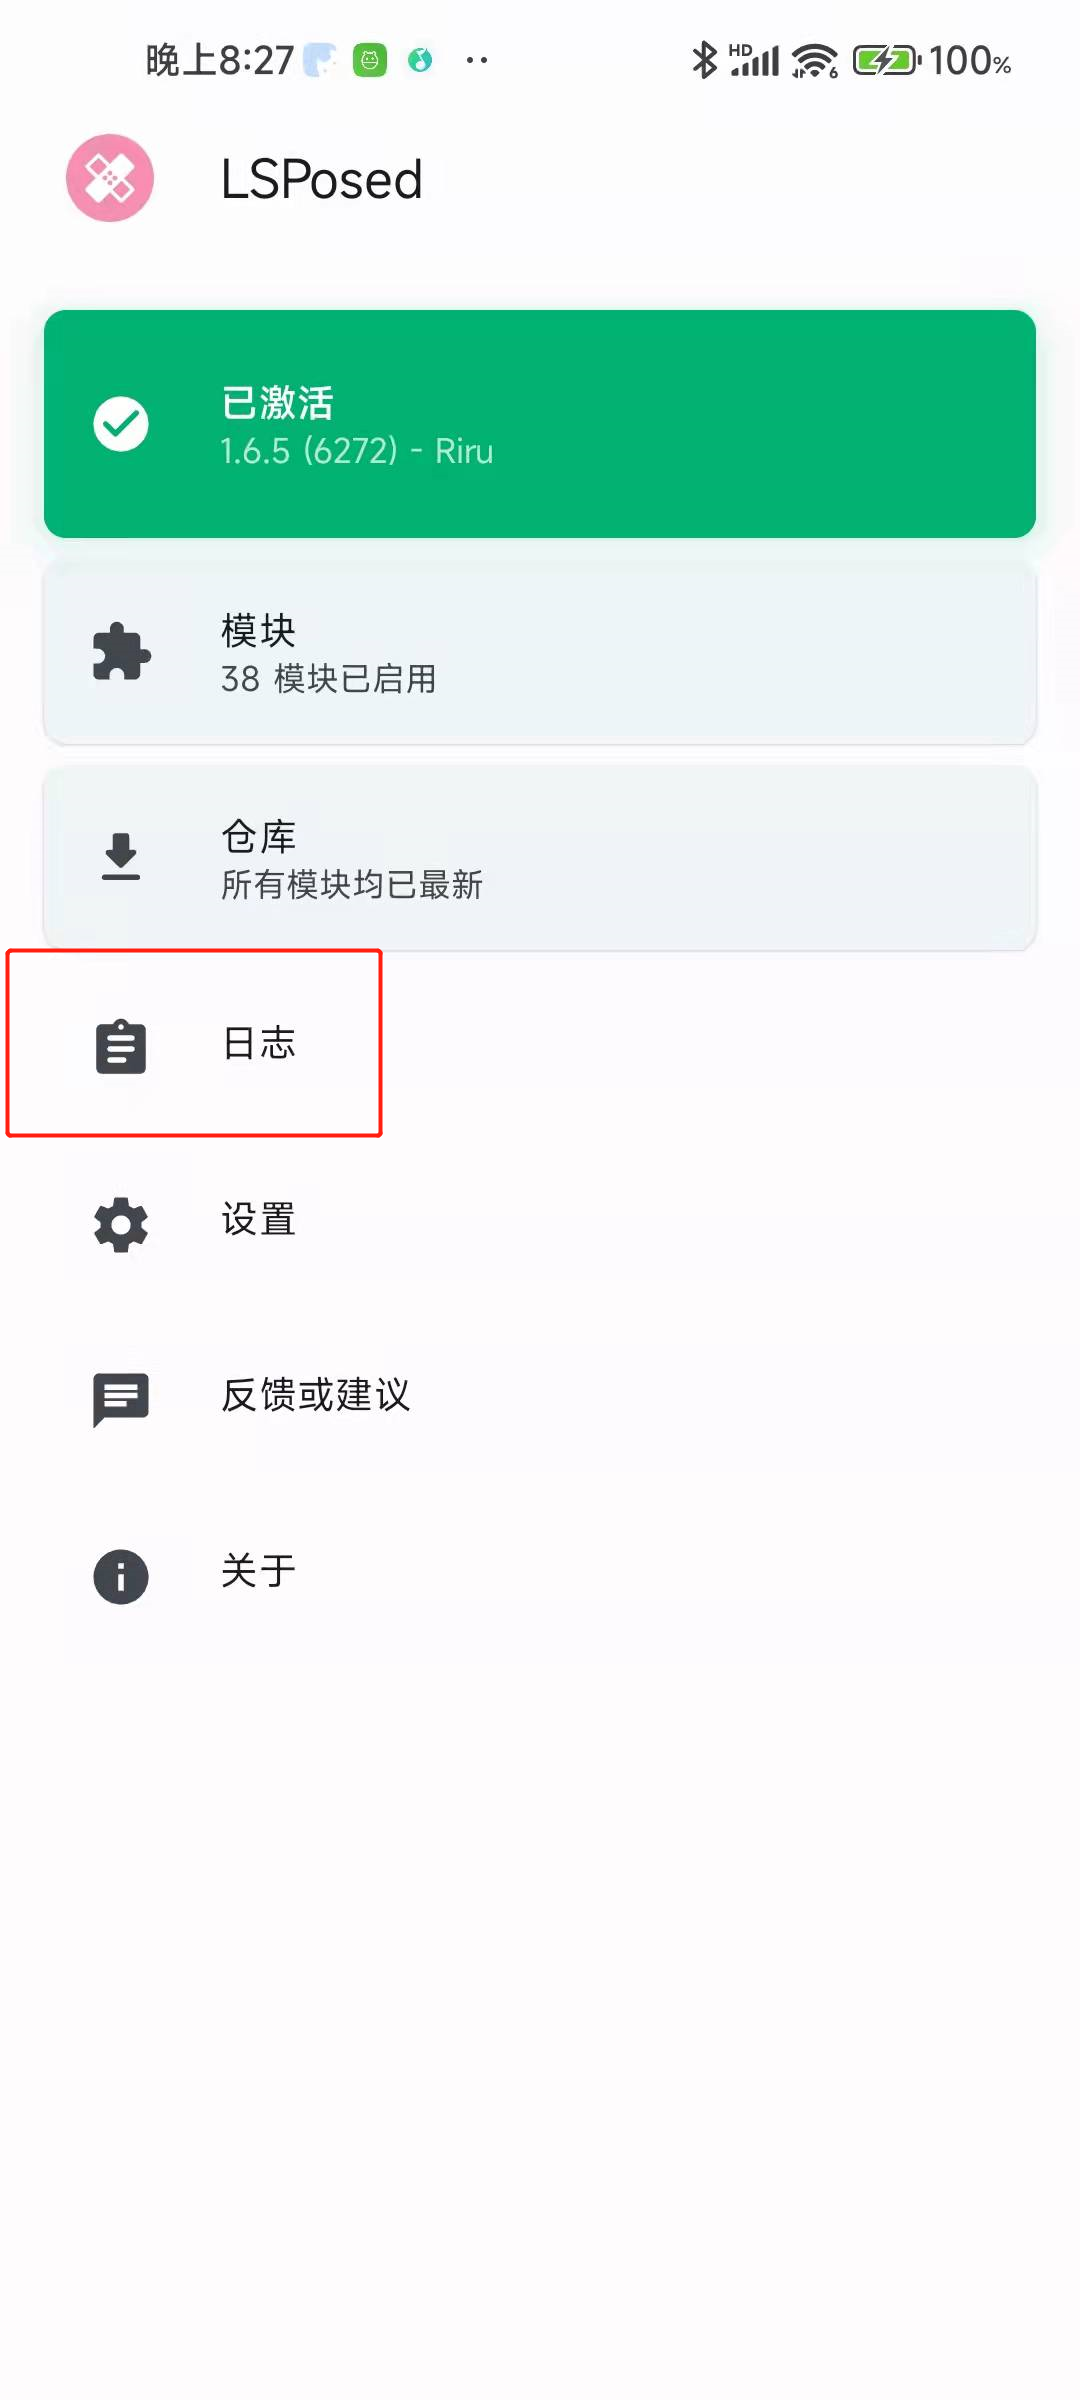 晚上8:27
HD
6
100%
LSPosed
已激活
1.6.5 (6272) - Riru
模块
38 模块已启用
仓库
所有模块均已最新
日志
设置
反馈或建议
关于